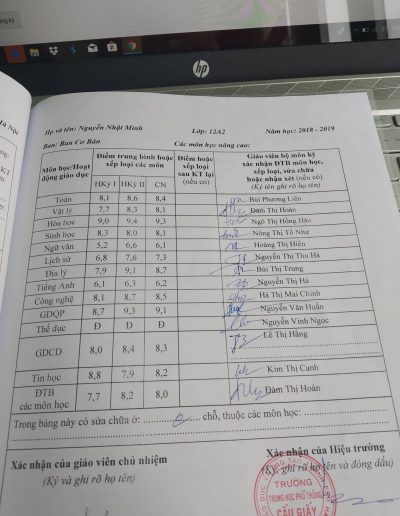 hp
Họ và tên: Nguyễn Nhật Minh Lớp: 12A2 Năm học: 2018 - 2019
Ban: Ban Cơ Bản Các môn học nâng cao:
Môn học/Hoạt động giáo dục Điểm trung bình hoặc xếp loại các môn Điểm hoặc xếp loại sau KT lại (nếu có) Giáo viên bộ môn ký xác nhận ĐTB môn học, xếp loại, sửa chữa hoặc nhận xét (nếu có) (Ký tên ghi rõ họ tên)
HKỳ I HKỳ II CN
Toán 8,1 8,6 8,4 Bùi Phương Liên
Vật lý 7,7 8,3 8,1 Đàm Thị Hoàn
Hóa học 9,0 9,4 9,3 Ngô Thị Hồng Hảo
Sinh học 8,3 8,0 8,1 Nông Thị Tố Như
Ngữ văn 5,2 6,6 6,1 Hoàng Thị Hiền
Lịch sử 6,8 7,6 7,3 Nguyễn Thị Thu Hà
Địa lý 7,9 9,1 8,7 Bùi Thị Trung
Tiếng Anh 6,1 6,3 6,2 Nguyễn Thị Hà
Công nghệ 8,1 8,7 8,5 Hà Thị Mai Chinh
GDQP 8,7 9,3 9,1 Nguyễn Văn Huấn
Thể dục Đ Đ Đ Nguyễn Vinh Ngọc
GDCD 8,0 8,4 8,3 Lê Thị Hằng
Tin học 8,8 7,9 8,2 Kim Thị Canh
ĐTB các môn học 7,7 8,2 8,0 Đàm Thị Hoàn
Trong bảng này có sửa chữa ở: 0 chỗ, thuộc các môn học:
Xác nhận của giáo viên chủ nhiệm Xác nhận của Hiệu trưởng
(Ký và ghi rõ họ tên) (Ký, ghi rõ họ tên và đóng dấu)
TRƯỜNG
TRUNG HỌC PHỔ THÔNG
CẦU GIẤY